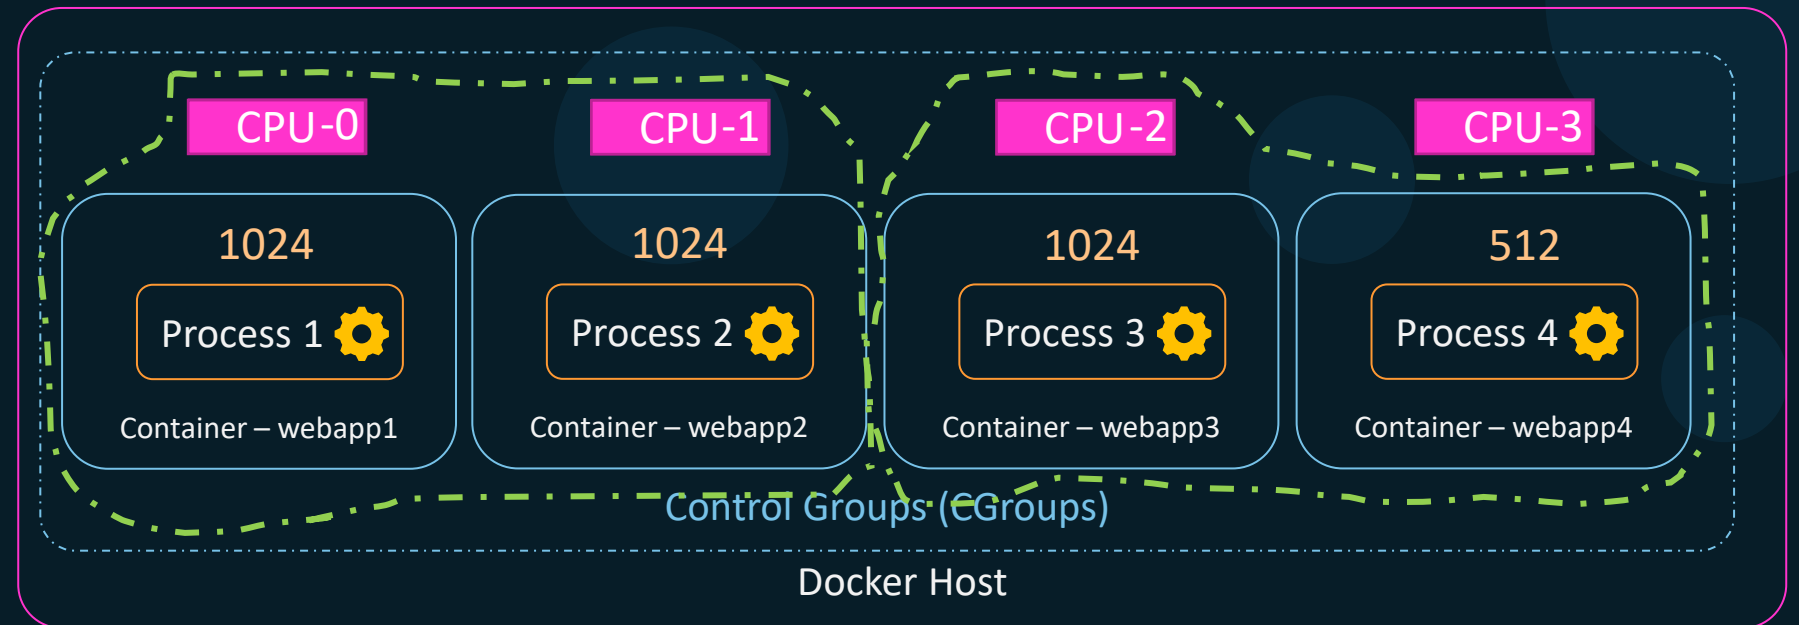 CPU-0
CPU-1
CPU-2
CPU-3
1024
1024
1024
512
Process 1
Process 2
Process 3
Process 4
Container – webapp1
Container – webapp2
Container – webapp3
Container – webapp4
Control Groups (CGroups)
Docker Host